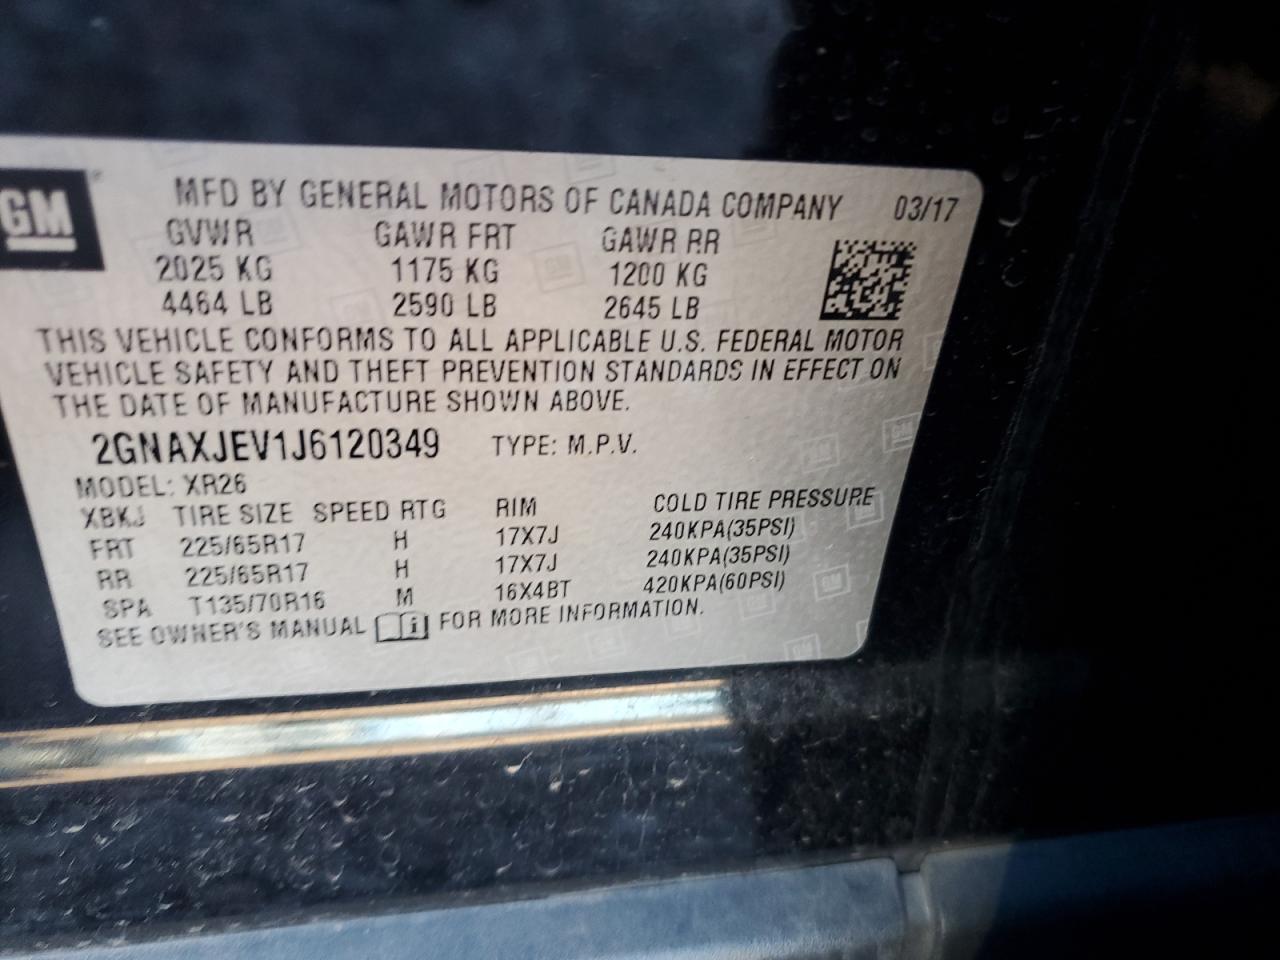 GM
MFD BY GENERAL MOTORS OF CANADA COMPANY 03/17
GVWR GAWR FRT GAWR RR
2025 KG 1175 KG 1200 KG
4464 LB 2590 LB 2645 LB
THIS VEHICLE CONFORMS TO ALL APPLICABLE U.S. FEDERAL MOTOR
VEHICLE SAFETY AND THEFT PREVENTION STANDARDS IN EFFECT ON
THE DATE OF MANUFACTURE SHOWN ABOVE.
2GNAXJEV1J6120349 TYPE: M.P.V.
MODEL: XR26
XBKJ TIRE SIZE SPEED RTG RIM COLD TIRE PRESSURE
FRT 225/65R17 H 17X7J 240KPA(35PSI)
RR 225/65R17 H 17X7J 240KPA(35PSI)
SPA T135/70R16 M 16X4BT 420KPA(60PSI)
SEE OWNER'S MANUAL FOR MORE INFORMATION.